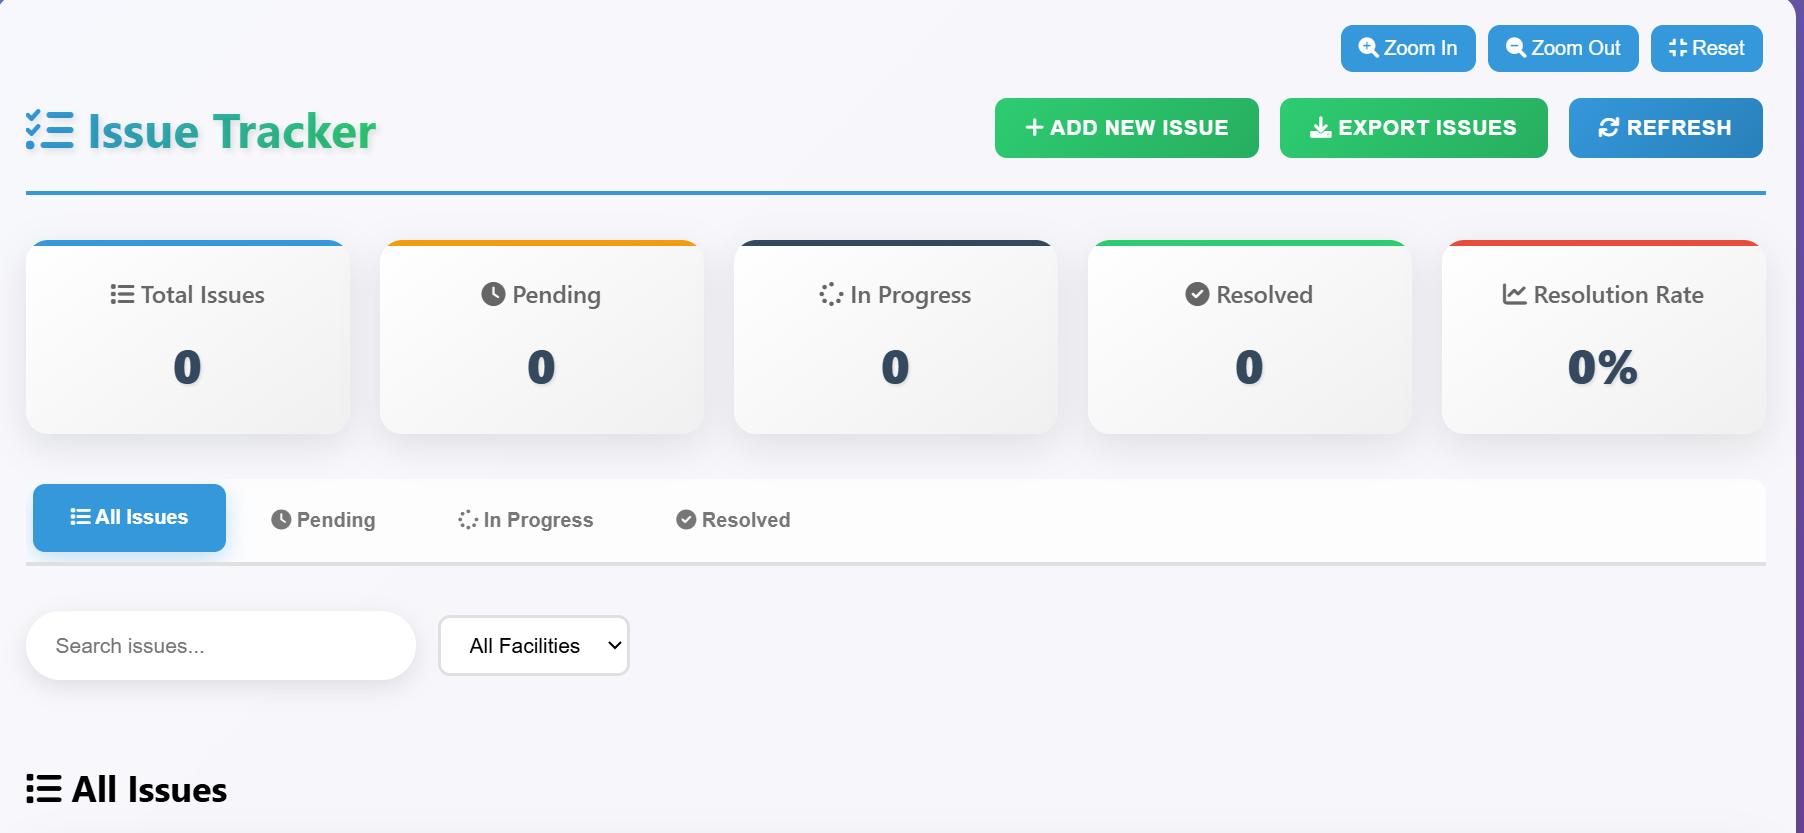 Zoom In Zoom Out Reset
Issue Tracker
ADD NEW ISSUE EXPORT ISSUES REFRESH
Total Issues Pending In Progress Resolved Resolution Rate
0 0 0 0 0%
All Issues Pending In Progress Resolved
Search issues... All Facilities
All Issues